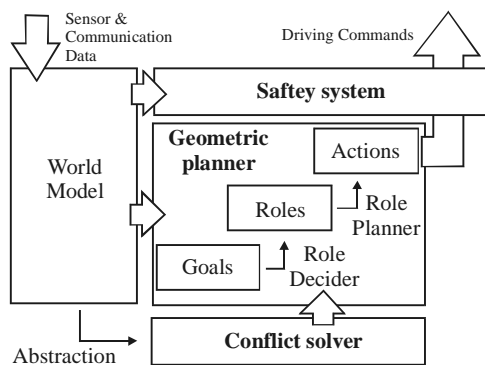 Sensor &
Communication
Data
Driving Commands
Saftey system
World
Model
Geometric
planner
Actions
Roles
Role
Planner
Goals
Role
Decider
Conflict solver
Abstraction